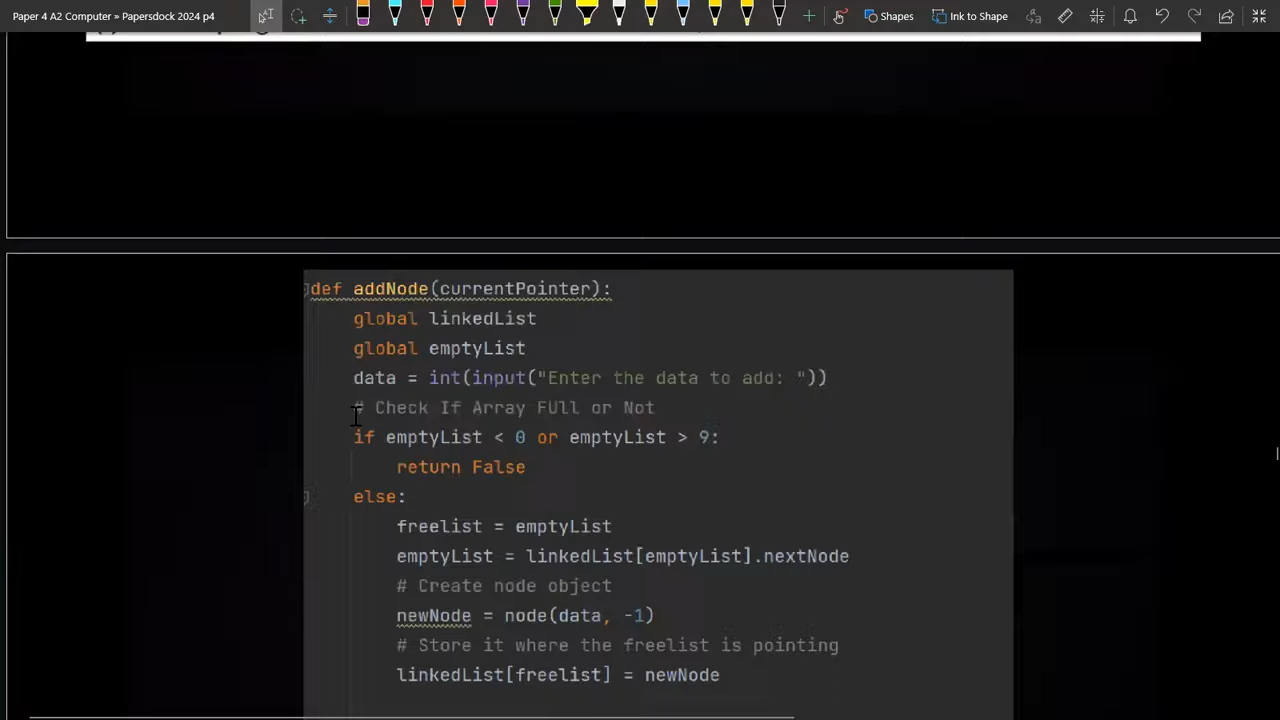 Paper 4 A2 Computer » Papersdock 2024 p4
Shapes
Ink to Shape
def addNode(currentPointer):
global linkedList
global emptyList
data = int(input("Enter the data to add: "))
# Check If Array FUll or Not
if emptyList < 0 or emptyList > 9:
return False
else:
freelist = emptyList
emptyList = linkedList[emptyList].nextNode
# Create node object
newNode = node(data, -1)
# Store it where the freelist is pointing
linkedList[freelist] = newNode